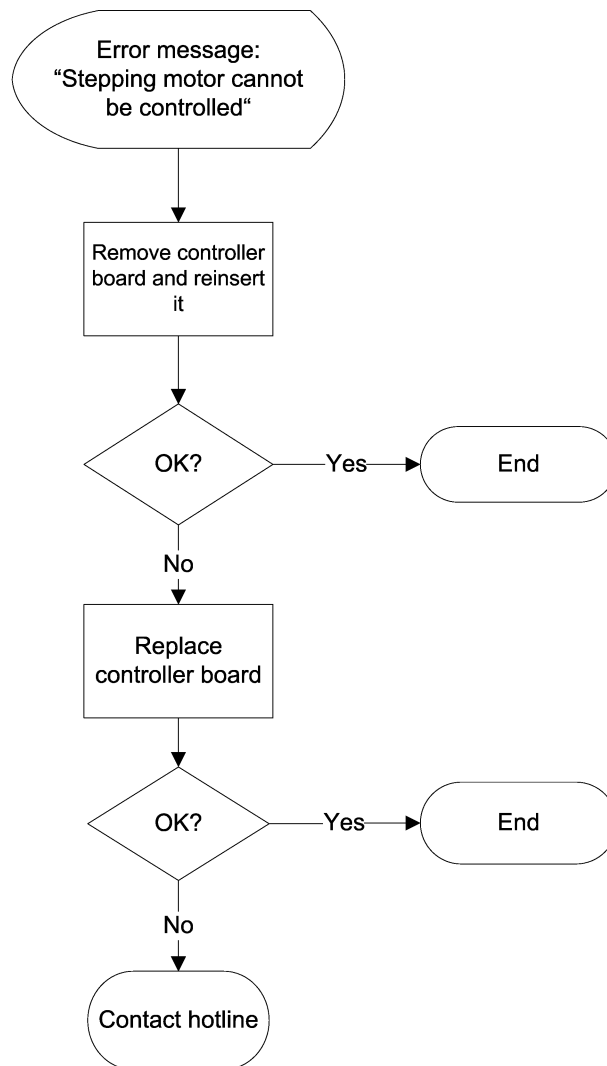 Error message:
“Stepping motor cannot
be controlled“
Remove controller
board and reinsert
it
OK?
Yes
End
No
Replace
controller board
OK?
Yes
End
No
Contact hotline